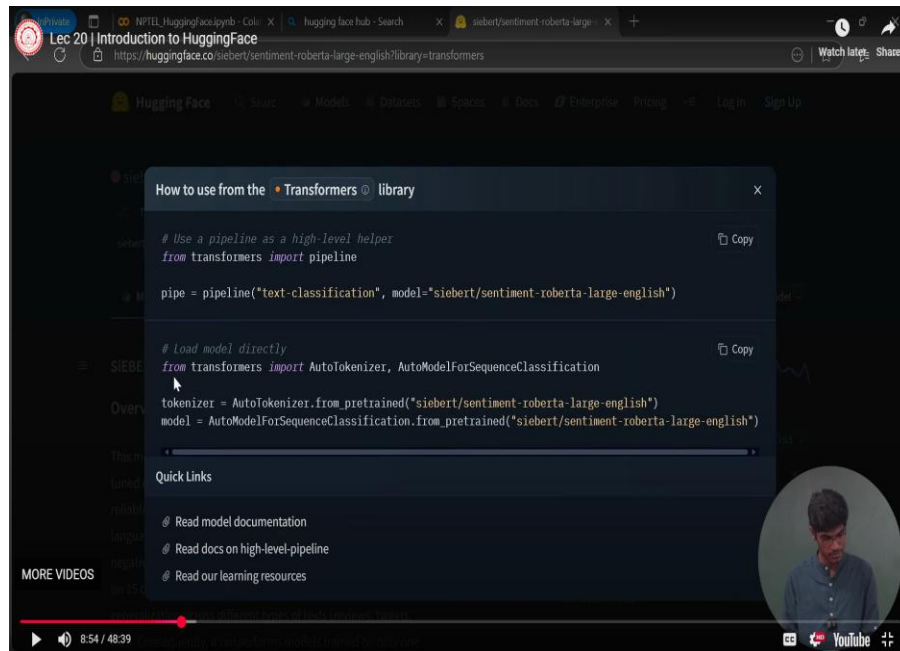 InPrivate
NPTEL_HuggingFace.ipynb - Cola
hugging face hub - Search
siebert/sentiment-roberta-large-e
Lec 20 | Introduction to HuggingFace
https://huggingface.co/siebert/sentiment-roberta-large-english?library=transformers
Watch later
Share
Hugging Face
Models
Datasets
Spaces
Docs
Enterprise
Pricing
Log In
Sign Up
How to use from the Transformers library
# Use a pipeline as a high-level helper
Copy
from transformers import pipeline
pipe = pipeline("text-classification", model="siebert/sentiment-roberta-large-english")
# Load model directly
Copy
from transformers import AutoTokenizer, AutoModelForSequenceClassification
tokenizer = AutoTokenizer.from_pretrained("siebert/sentiment-roberta-large-english")
model = AutoModelForSequenceClassification.from_pretrained("siebert/sentiment-roberta-large-english")
Quick Links
Read model documentation
Read docs on high-level-pipeline
Read our learning resources
MORE VIDEOS
8:54 / 48:39
CC
HD
YouTube